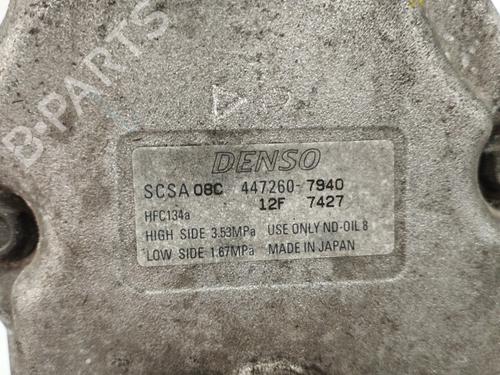 B-PARTS
DENSO
SCSA 08C 447260-7940
12F 7427
HFC134a
HIGH SIDE 3.53MPa USE ONLY ND-OIL 8
LOW SIDE 1.67MPa MADE IN JAPAN